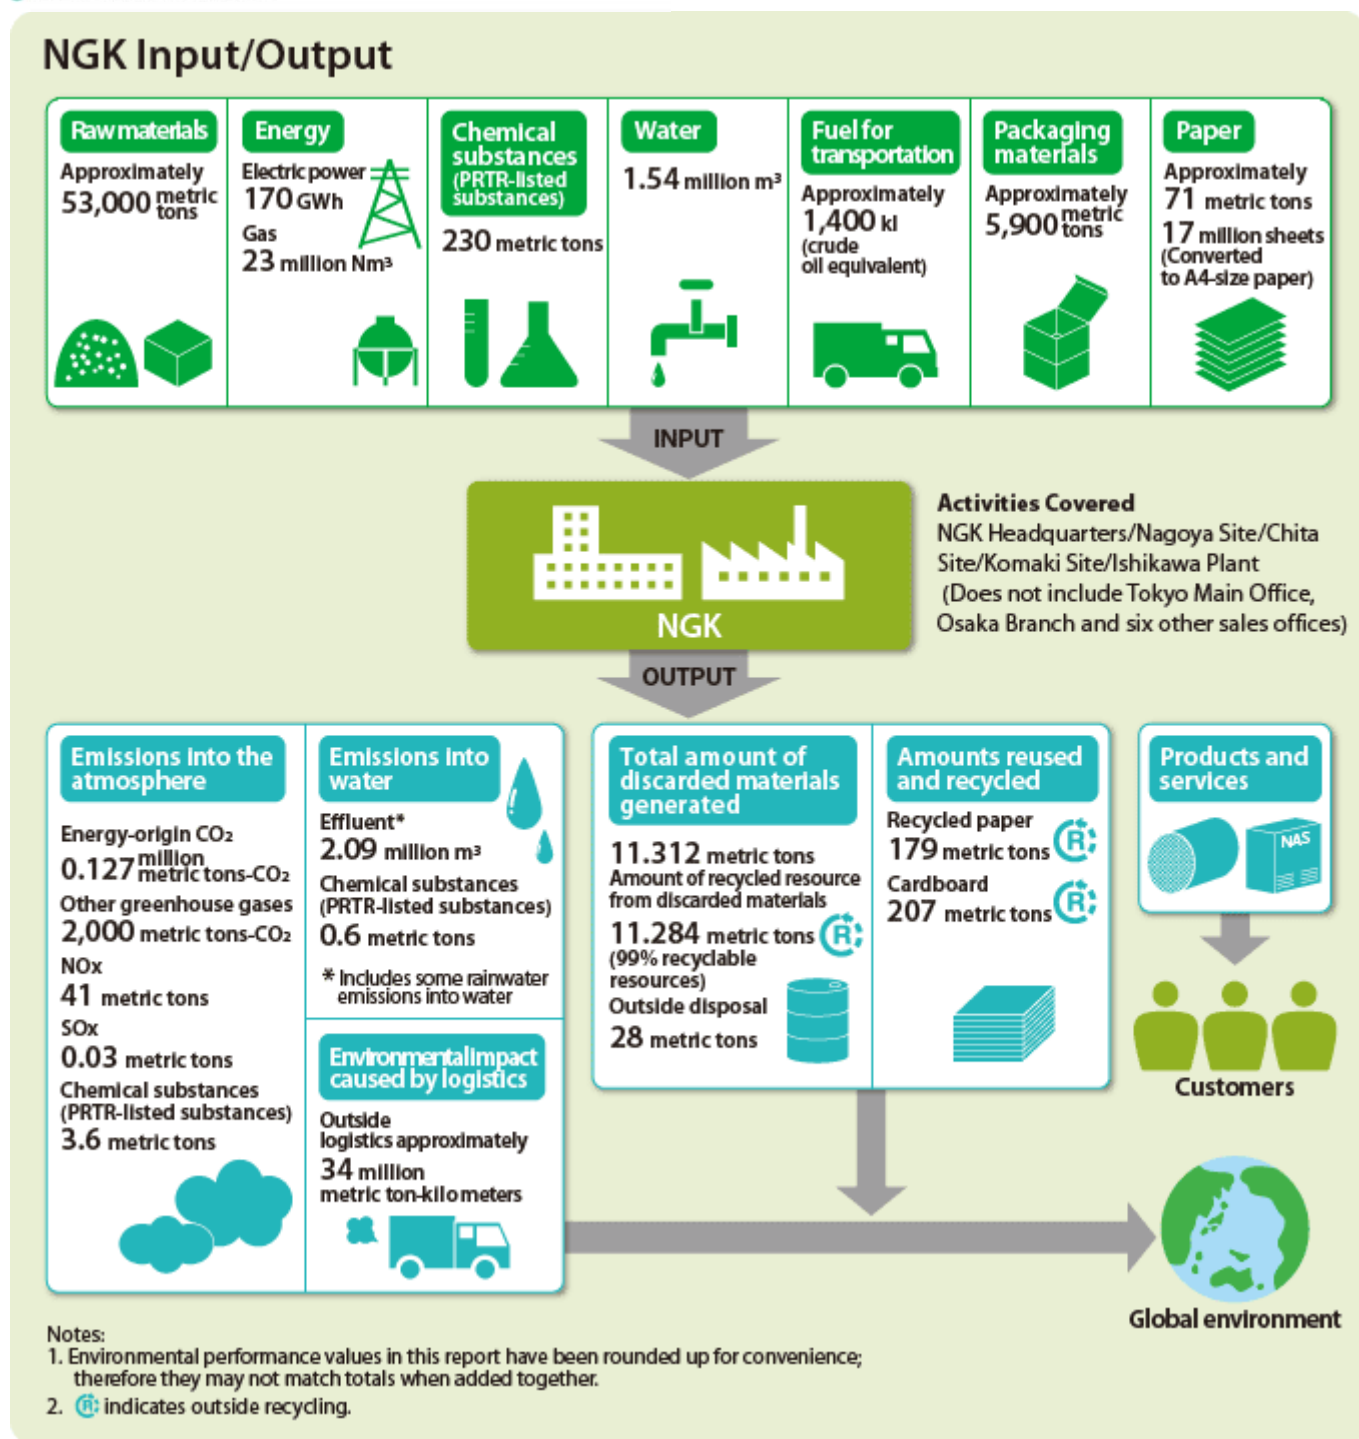 NGK Input/Output
Raw materials
Approximately
53,000 metric tons
Energy
Electric power
170 GWh
Gas
23 million Nm³
Chemical
substances
(PRTR-listed
substances)
230 metric tons
Water
1.54 million m³
Fuel for
transportation
Approximately
1,400 kl
(crude
oil equivalent)
Packaging
materials
Approximately
5,900 metric tons
Paper
Approximately
71 metric tons
17 million sheets
(Converted
to A4-size paper)
INPUT
NGK
Activities Covered
NGK Headquarters/Nagoya Site/Chita
Site/Komaki Site/Ishikawa Plant
(Does not include Tokyo Main Office,
Osaka Branch and six other sales offices)
OUTPUT
Emissions into the
atmosphere
Energy-origin CO₂
0.127 million metric tons-CO₂
Other greenhouse gases
2,000 metric tons-CO₂
NOx
41 metric tons
SOx
0.03 metric tons
Chemical substances
(PRTR-listed substances)
3.6 metric tons
Emissions into
water
Effluent*
2.09 million m³
Chemical substances
(PRTR-listed substances)
0.6 metric tons
* Includes some rainwater
emissions into water
Environmental impact
caused by logistics
Outside
logistics approximately
34 million
metric ton-kilometers
Total amount of
discarded materials
generated
11.312 metric tons
Amount of recycled resource
from discarded materials
11.284 metric tons R
(99% recyclable
resources)
Outside disposal
28 metric tons
Amounts reused
and recycled
Recycled paper
179 metric tons R
Cardboard
207 metric tons R
Products and
services
NAS
Customers
Global environment
Notes:
1. Environmental performance values in this report have been rounded up for convenience;
therefore they may not match totals when added together.
2. R indicates outside recycling.